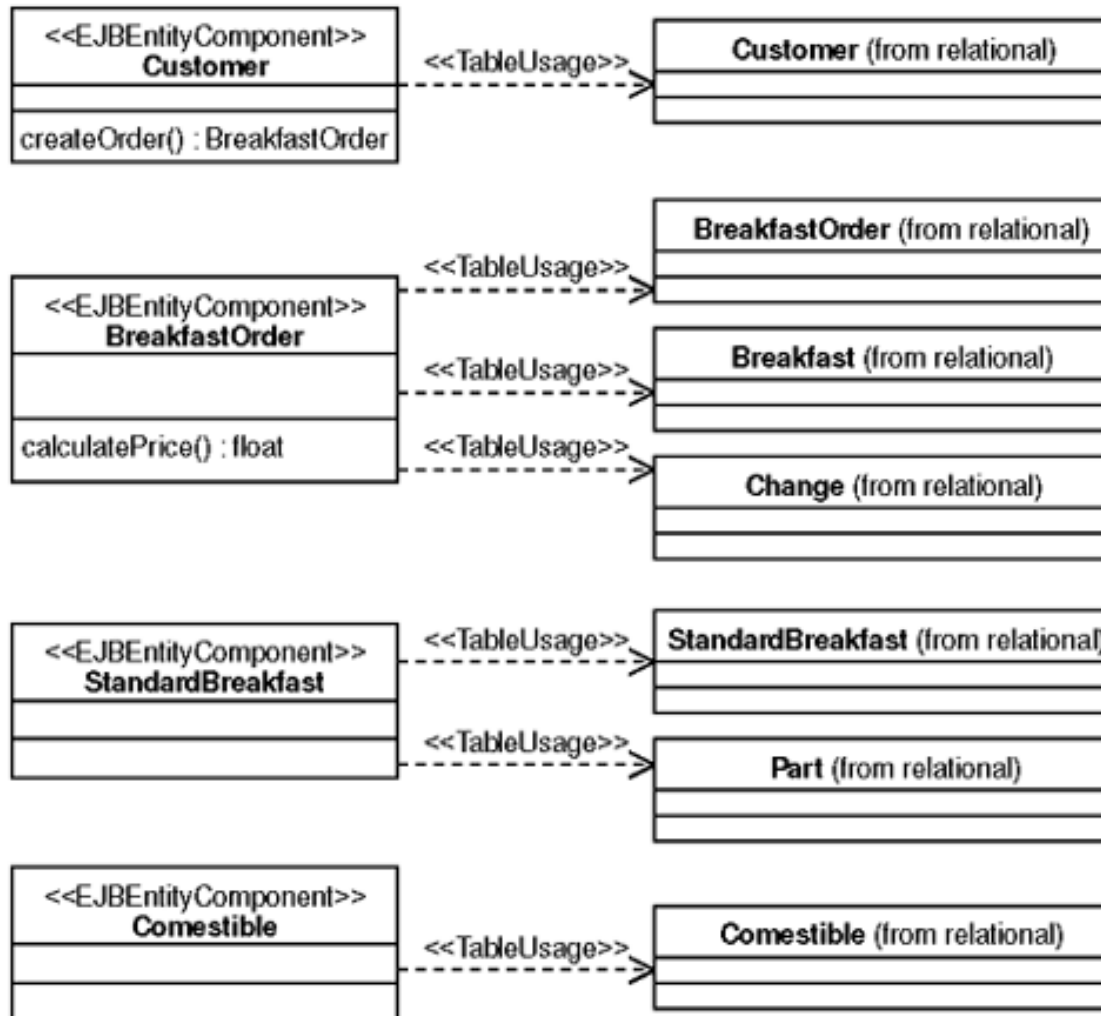 <<EJBEntityComponent>>
Customer
createOrder() : BreakfastOrder
<<TableUsage>>
Customer (from relational)
<<EJBEntityComponent>>
BreakfastOrder
calculatePrice() : float
<<TableUsage>>
BreakfastOrder (from relational)
<<TableUsage>>
Breakfast (from relational)
<<TableUsage>>
Change (from relational)
<<EJBEntityComponent>>
StandardBreakfast
<<TableUsage>>
StandardBreakfast (from relational)
<<TableUsage>>
Part (from relational)
<<EJBEntityComponent>>
Comestible
<<TableUsage>>
Comestible (from relational)